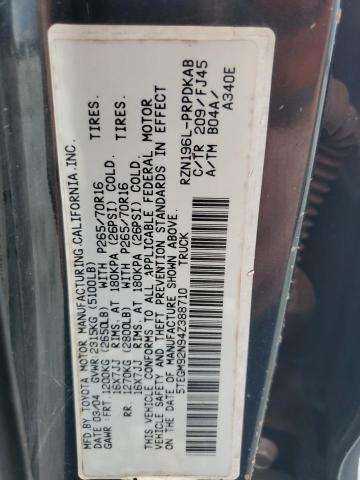 MFD BY TOYOTA MOTOR MANUFACTURING,CALIFORNIA,INC.
DATE 03/04 GVWR 2315KG (5100LB)
GAWR : FRT.1200KG (2650LB) WITH P265/70R16 TIRES.
16X7JJ RIMS. AT 180KPA (26PSI) COLD.
RR. 1270KG (2800LB) WITH P265/70R16 TIRES.
16X7JJ RIMS. AT 180KPA (26PSI) COLD.
THIS VEHICLE CONFORMS TO ALL APPLICABLE FEDERAL MOTOR
VEHICLE SAFETY AND THEFT PREVENTION STANDARDS IN EFFECT
ON THE DATE OF MANUFACTURE SHOWN ABOVE.
5TEGM92N94Z388710 TRUCK
RZN196L-PRPDKAB
C/TR 209/FJ45
A/TM B04A/
A340E